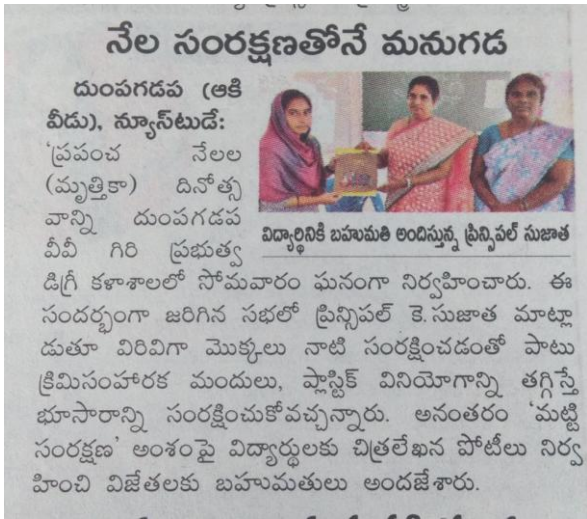 నేల సంరక్షణతోనే మనుగడ
దుంపగడప (ఆకి
వీడు), న్యూస్‌టుడే:
‘ప్రపంచ నేలల
(మృత్తికా) దినోత్స
వాన్ని దుంపగడప
వీవీ గిరి ప్రభుత్వ
విద్యార్థినికి బహుమతి అందిస్తున్న ప్రిన్సిపల్ సుజాత
డిగ్రీ కళాశాలలో సోమవారం ఘనంగా నిర్వహించారు. ఈ
సందర్భంగా జరిగిన సభలో ప్రిన్సిపల్ కె.సుజాత మాట్లా
డుతూ విరివిగా మొక్కలు నాటి సంరక్షించడంతో పాటు
క్రిమిసంహారక మందులు, ప్లాస్టిక్ వినియోగాన్ని తగ్గిస్తే
భూసారాన్ని సంరక్షించుకోవచ్చన్నారు. అనంతరం ‘మట్టి
సంరక్షణ’ అంశంపై విద్యార్థులకు చిత్రలేఖన పోటీలు నిర్వ
హించి విజేతలకు బహుమతులు అందజేశారు.